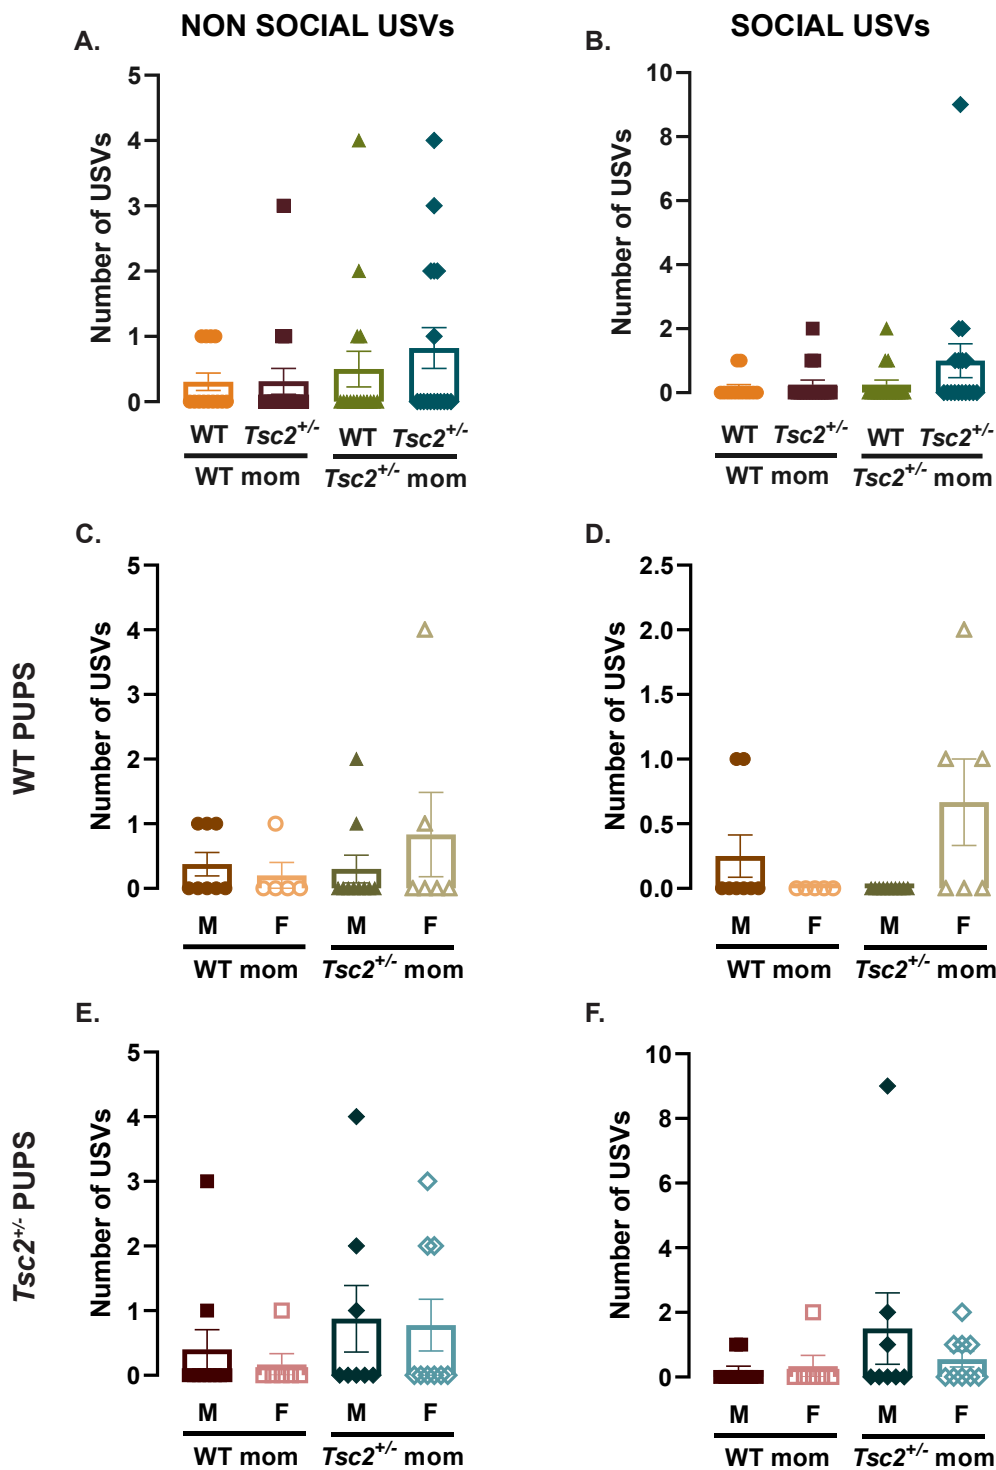 NON SOCIAL USVs
SOCIAL USVs
A.
Number of USVs
5
4
3
2
1
0
WT Tsc2+/- WT Tsc2+/-
WT mom Tsc2+/- mom
B.
Number of USVs
10
8
6
4
2
0
WT Tsc2+/- WT Tsc2+/-
WT mom Tsc2+/- mom
WT PUPS
C.
Number of USVs
5
4
3
2
1
0
M F M F
WT mom Tsc2+/- mom
D.
Number of USVs
2.5
2.0
1.5
1.0
0.5
0.0
M F M F
WT mom Tsc2+/- mom
Tsc2+/- PUPS
E.
Number of USVs
5
4
3
2
1
0
M F M F
WT mom Tsc2+/- mom
F.
Number of USVs
10
8
6
4
2
0
M F M F
WT mom Tsc2+/- mom